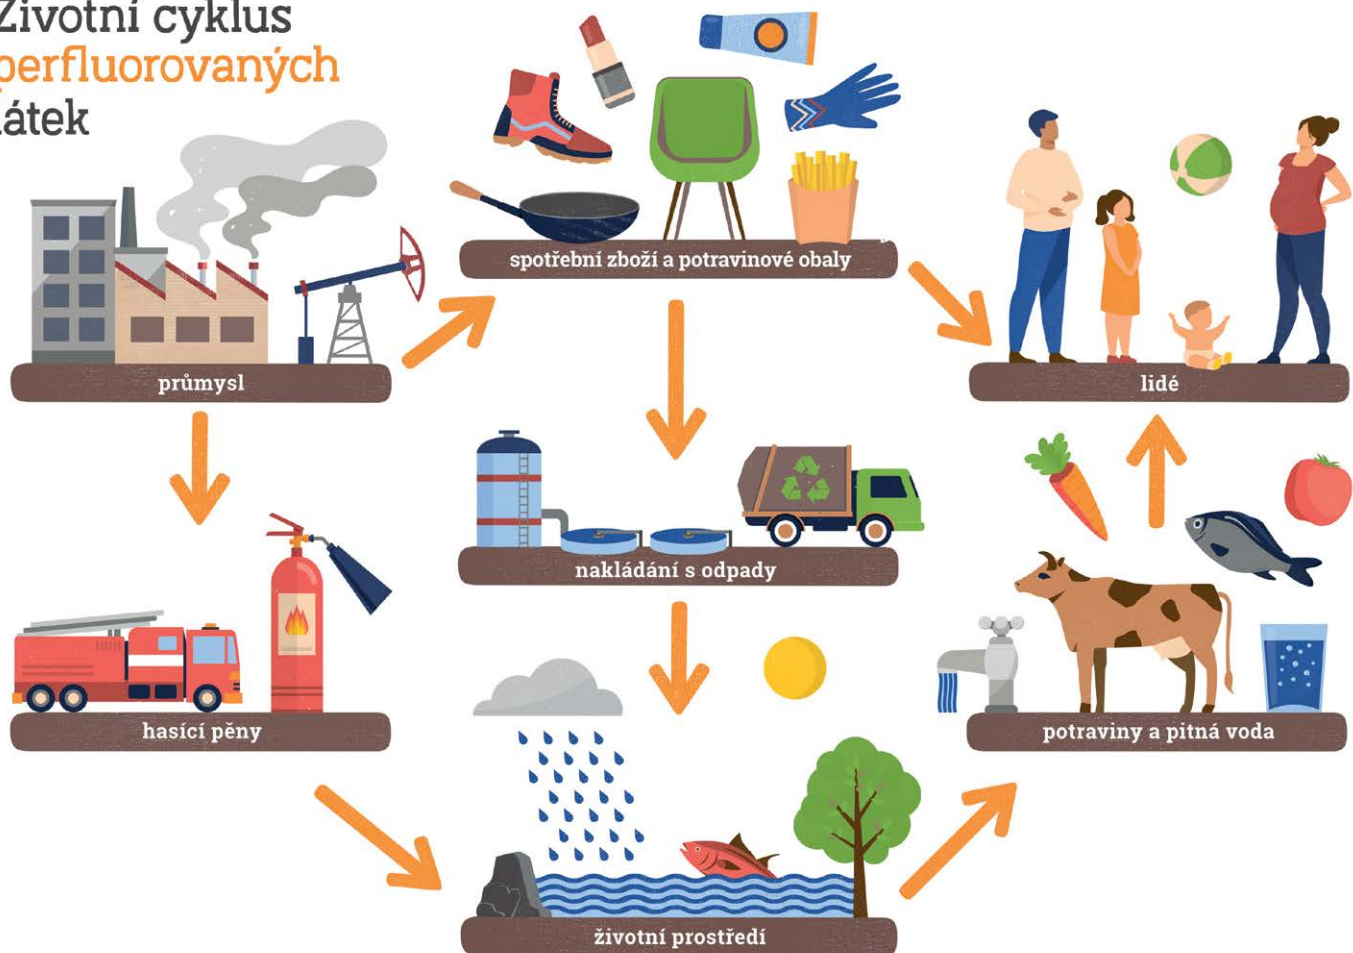 Životní cyklus
perfluorovaných
látek
spotřební zboží a potravinové obaly
průmysl
lidé
nakládání s odpady
hasící pěny
potraviny a pitná voda
životní prostředí